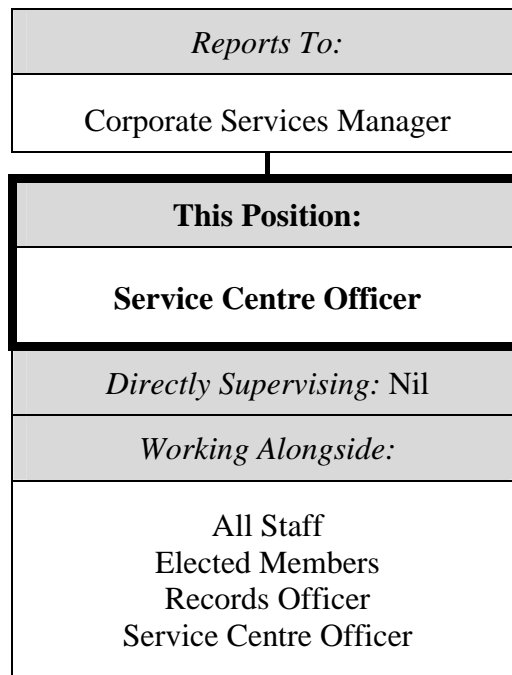 Reports To:
Corporate Services Manager
This Position:
Service Centre Officer
Directly Supervising: Nil
Working Alongside:
All Staff
Elected Members
Records Officer
Service Centre Officer